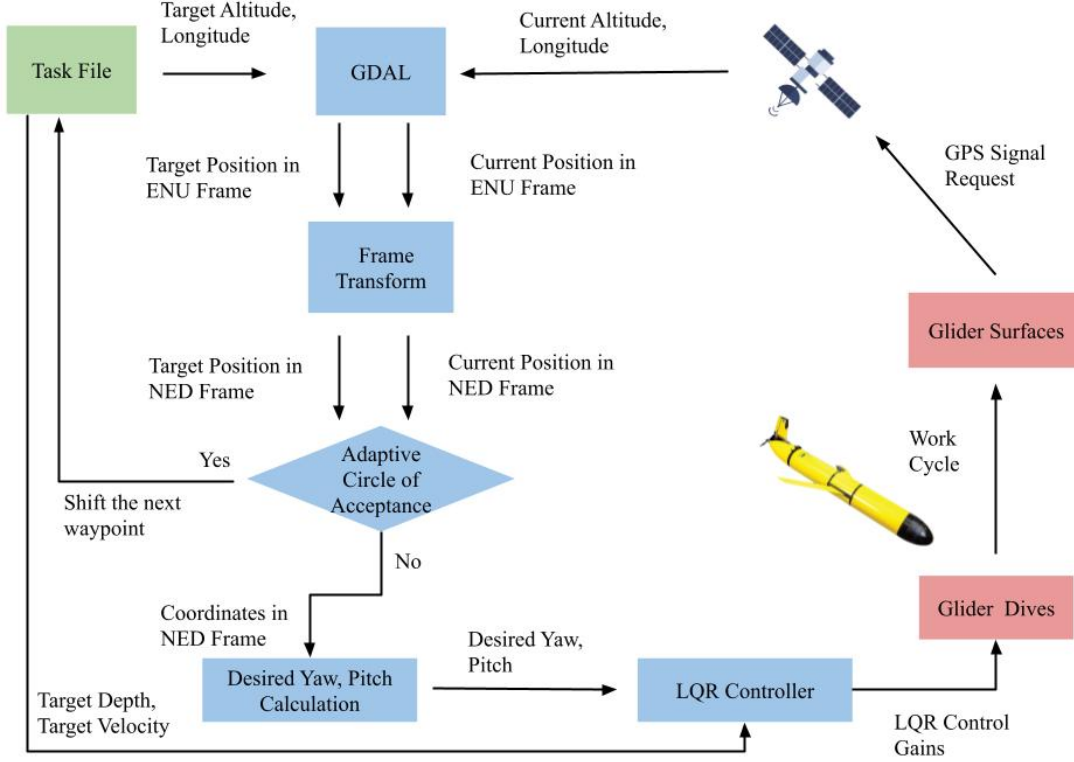 Target Altitude,
Longitude
Current Altitude,
Longitude
Task File
GDAL
GPS Signal
Request
Target Position in
ENU Frame
Current Position in
ENU Frame
Frame
Transform
Glider Surfaces
Target Position in
NED Frame
Current Position in
NED Frame
Yes
Adaptive
Circle of
Acceptance
Work
Cycle
Shift the next
waypoint
No
Glider Dives
Coordinates in
NED Frame
Desired Yaw,
Pitch
Desired Yaw, Pitch
Calculation
LQR Controller
Target Depth,
Target Velocity
LQR Control
Gains